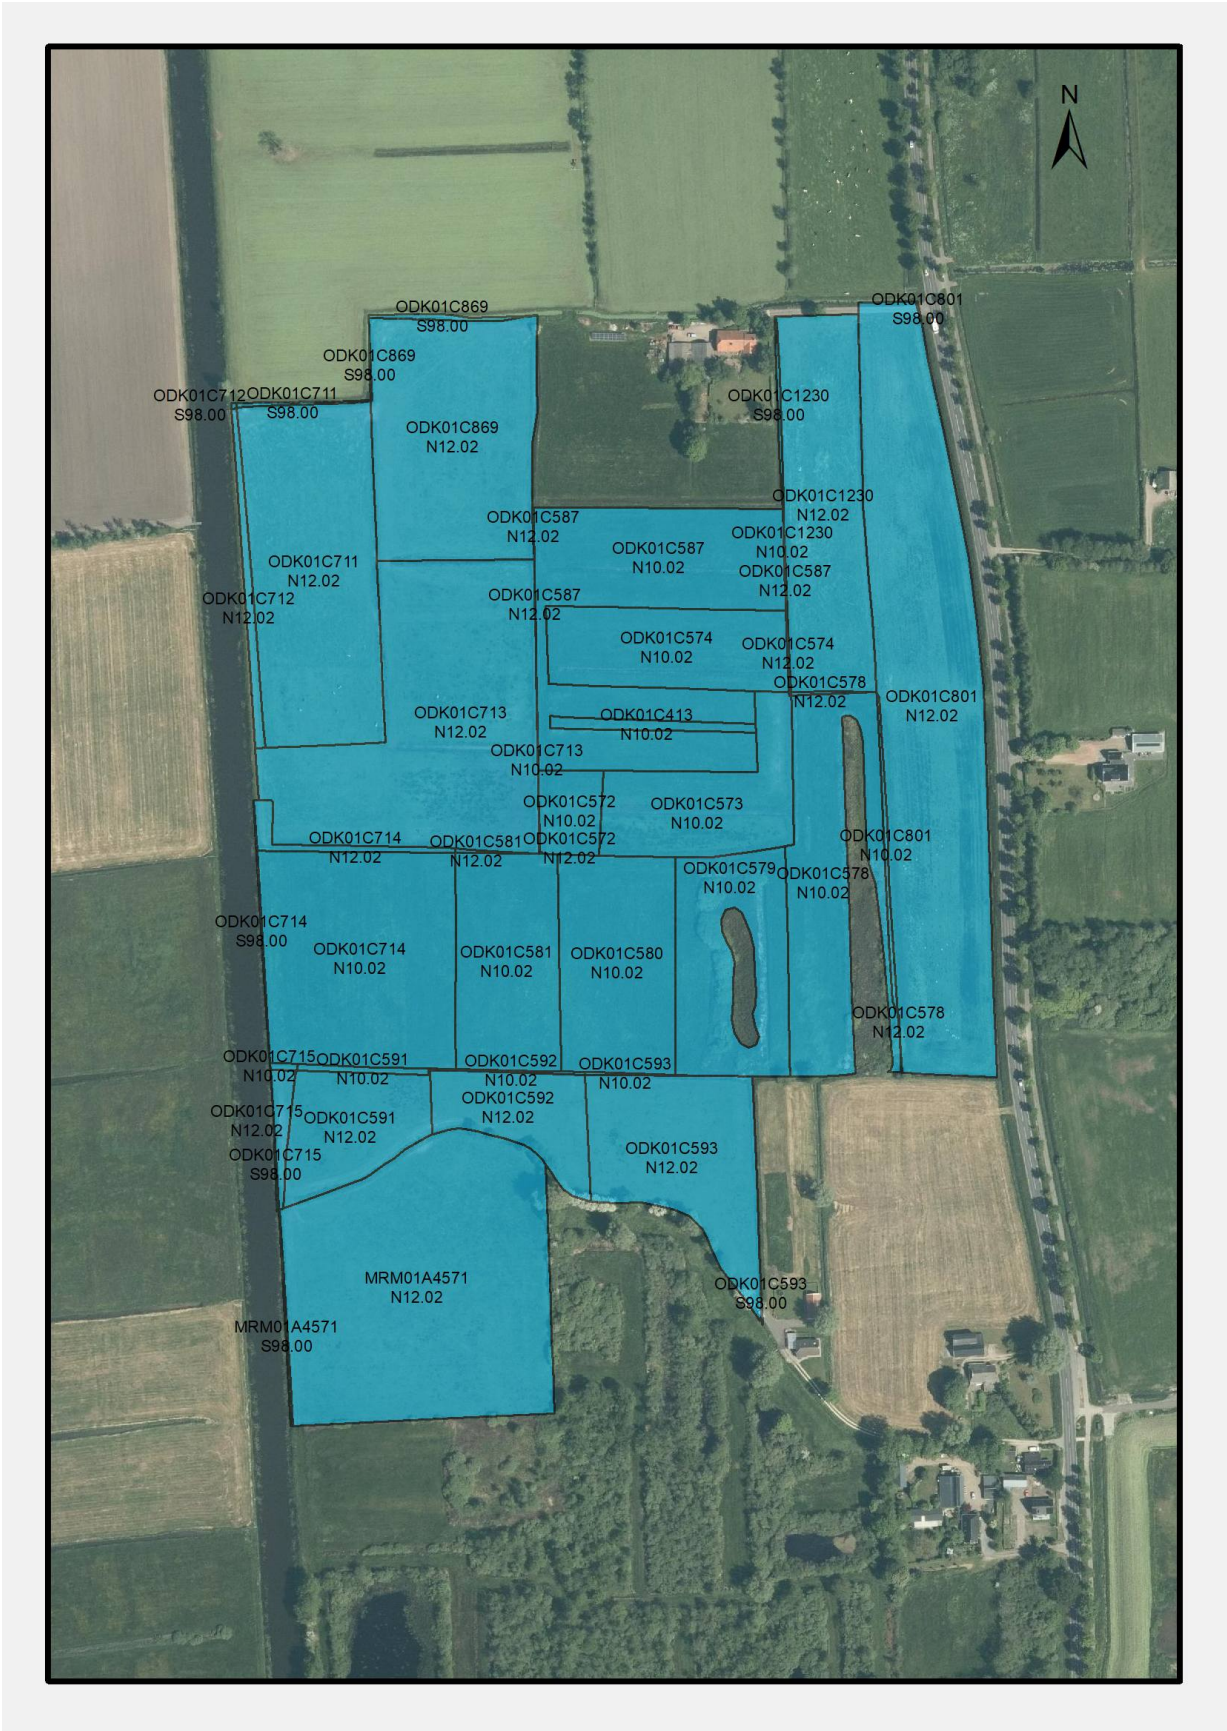 N
ODK01C801
S98.00
ODK01C869
S98.00
ODK01C869
S98.00
ODK01C712
S98.00
ODK01C711
S98.00
ODK01C1230
S98.00
ODK01C869
N12.02
ODK01C1230
N12.02
ODK01C587
N12.02
ODK01C1230
N10.02
ODK01C587
N10.02
ODK01C711
N12.02
ODK01C587
N12.02
ODK01C712
N12.02
ODK01C587
N12.02
ODK01C574
N10.02
ODK01C574
N12.02
ODK01C578
N12.02
ODK01C801
N12.02
ODK01C713
N12.02
ODK01C413
N10.02
ODK01C713
N10.02
ODK01C572
N10.02
ODK01C573
N10.02
ODK01C714
N12.02
ODK01C581
N12.02
ODK01C572
N12.02
ODK01C801
N10.02
ODK01C579
N10.02
ODK01C578
N10.02
ODK01C714
S98.00
ODK01C714
N10.02
ODK01C581
N10.02
ODK01C580
N10.02
ODK01C578
N12.02
ODK01C715
N10.02
ODK01C591
N10.02
ODK01C592
N10.02
ODK01C593
N10.02
ODK01C592
N12.02
ODK01C715
N12.02
ODK01C591
N12.02
ODK01C715
S98.00
ODK01C593
N12.02
MRM01A4571
N12.02
ODK01C593
S98.00
MRM01A4571
S98.00